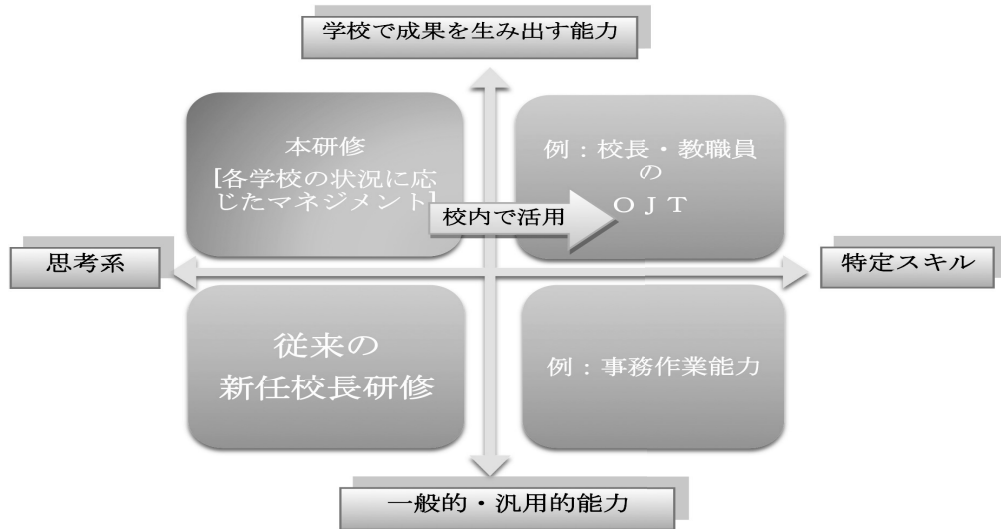 学校で成果を生み出す能力
本研修
[各学校の状況に応
じたマネジメント]
例：校長・教職員
の
ＯＪＴ
校内で活用
思考系
特定スキル
従来の
新任校長研修
例：事務作業能力
一般的・汎用的能力